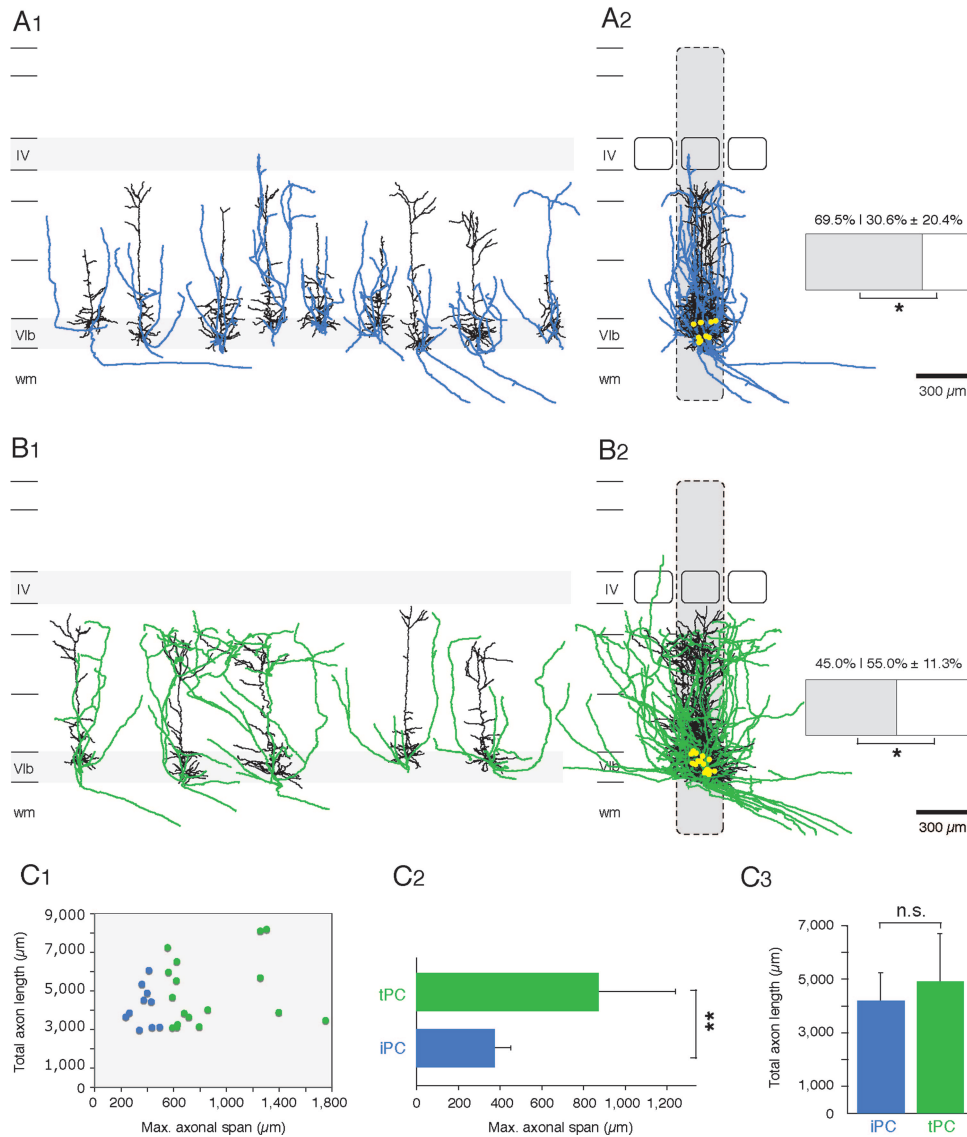 A1
A2
IV
VIb
wm
IV
VIb
wm
69.5% | 30.6% ± 20.4%
*
300 µm
B1
B2
IV
VIb
wm
IV
VIb
wm
45.0% | 55.0% ± 11.3%
*
300 µm
C1
C2
C3
Total axon length (µm)
9,000
7,000
5,000
3,000
1,000
0
0 200 600 1,000 1,400 1,800
Max. axonal span (µm)
tPC
iPC
**
0 200 400 600 800 1,000 1,200
Max. axonal span (µm)
n.s.
Total axon length (µm)
7,000
5,000
3,000
1,000
0
iPC tPC